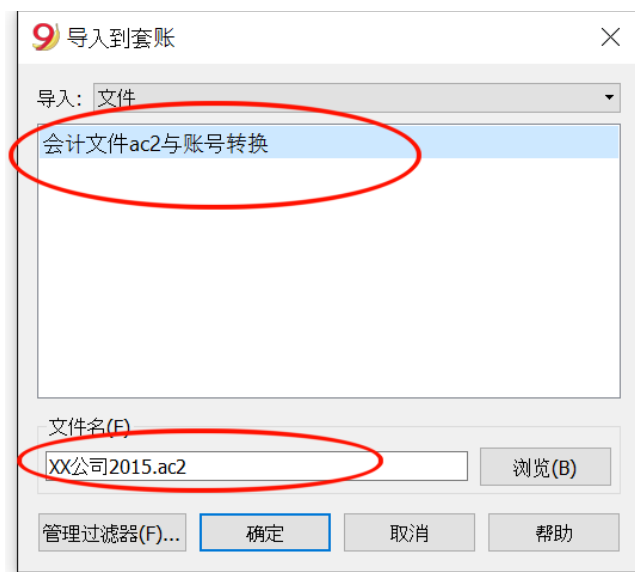 9 导入到套账
导入: 文件
会计文件ac2与账号转换
文件名(F)
XX公司2015.ac2 浏览(B)
管理过滤器(F)... 确定 取消 帮助